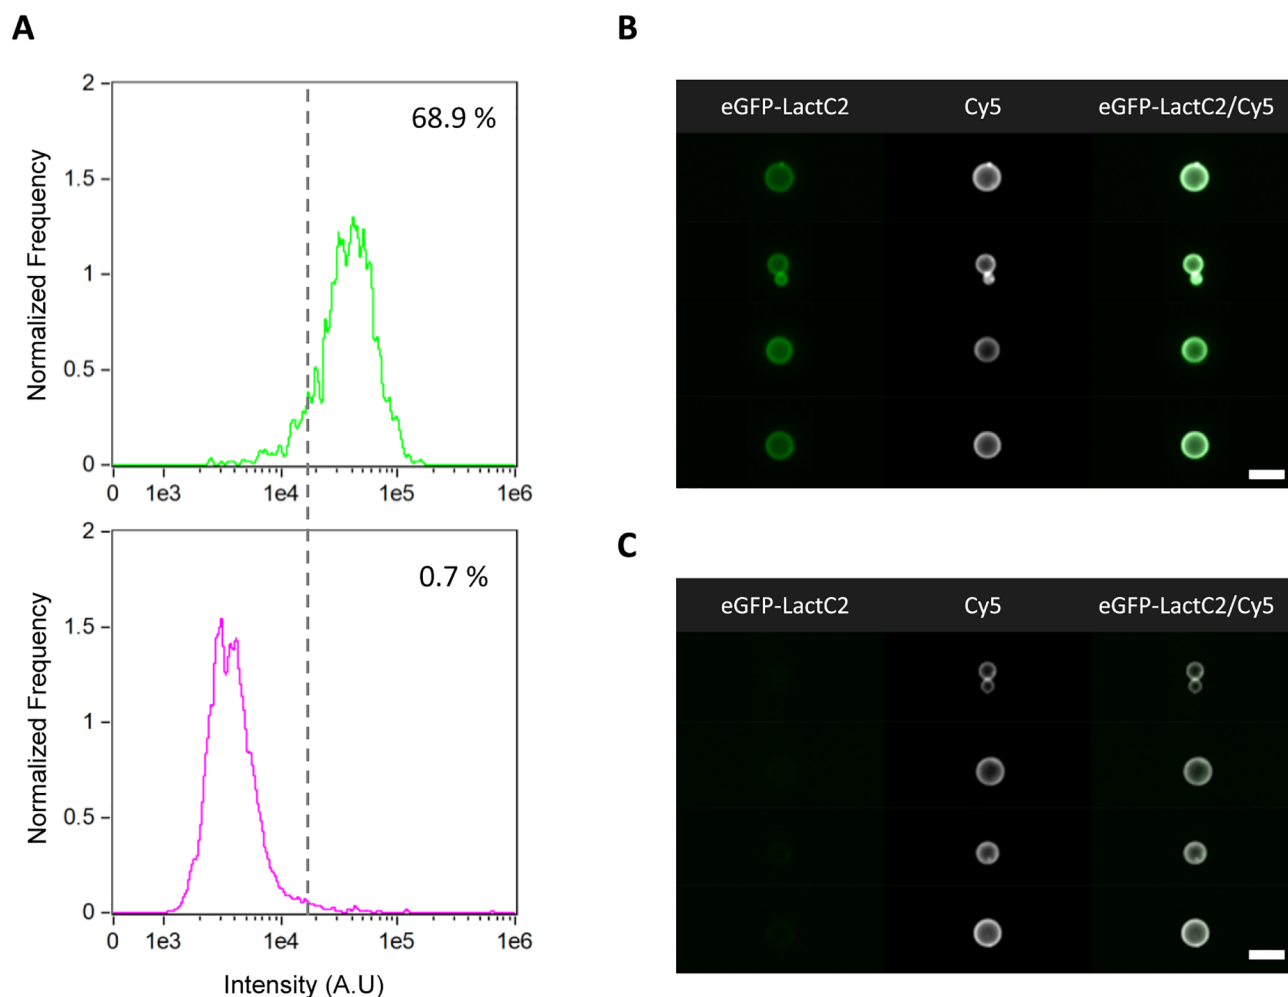 A
2
1.5
1
0.5
0
Normalized Frequency
68.9 %
0 1e3 1e4 1e5 1e6
2
1.5
1
0.5
0
Normalized Frequency
0.7 %
0 1e3 1e4 1e5 1e6
Intensity (A.U)
B
eGFP-LactC2 Cy5 eGFP-LactC2/Cy5
C
eGFP-LactC2 Cy5 eGFP-LactC2/Cy5